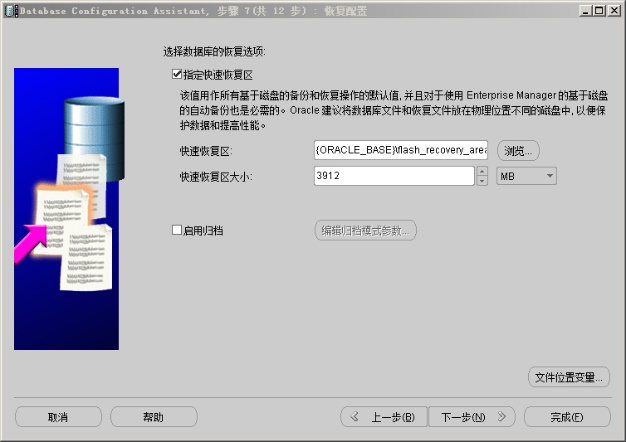 Database Configuration Assistant, 步骤 7(共 12 步) : 恢复配置
选择数据库的恢复选项:
指定快速恢复区
该值用作所有基于磁盘的备份和恢复操作的默认值, 并且对于使用 Enterprise Manager 的基于磁盘
的自动备份也是必需的。Oracle 建议将数据库文件和恢复文件放在物理位置不同的磁盘中, 以便保
护数据和提高性能。
快速恢复区: {ORACLE_BASE}\flash_recovery_area 浏览...
快速恢复区大小: 3912 MB
启用归档 编辑归档模式参数...
文件位置变量...
取消 帮助 上一步(B) 下一步(N) 完成(F)